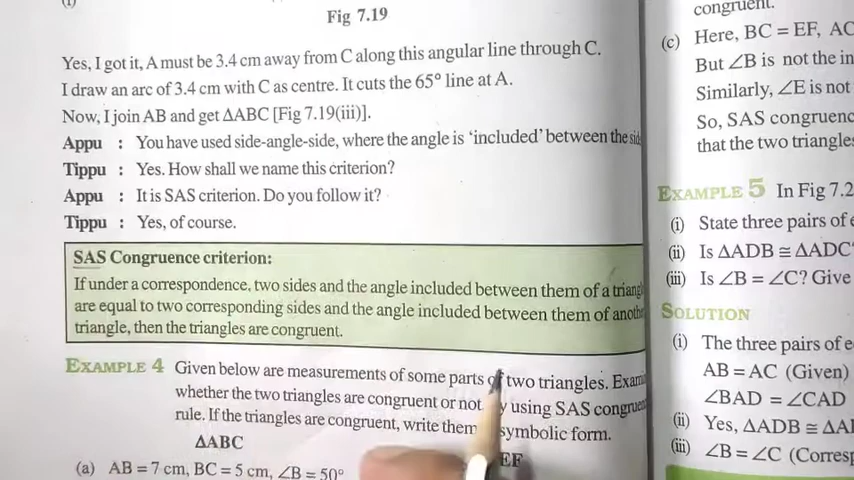 Fig 7.19
Yes, I got it, A must be 3.4 cm away from C along this angular line through C.
I draw an arc of 3.4 cm with C as centre. It cuts the 65° line at A.
Now, I join AB and get ΔABC [Fig 7.19(iii)].
Appu : You have used side-angle-side, where the angle is ‘included’ between the
Tippu : Yes. How shall we name this criterion?
Appu : It is SAS criterion. Do you follow it?
Tippu : Yes, of course.
SAS Congruence criterion:
If under a correspondence, two sides and the angle included between them of a
are equal to two corresponding sides and the angle included between them of
triangle, then the triangles are congruent.
EXAMPLE 4 Given below are measurements of some parts of two triangles.
whether the two triangles are congruent or not using SAS
rule. If the triangles are congruent, write them symbolic form.
ΔABC
(a) AB = 7 cm, BC = 5 cm, ∠B = 50°
congruent.
(c) Here, BC = EF, AC
But ∠B is not the in
Similarly, ∠E is not
So, SAS congruenc
that the two triangles
EXAMPLE 5 In Fig 7.2
(i) State three pairs of e
(ii) Is ΔADB ≅ ΔADC
(iii) Is ∠B = ∠C? Give
SOLUTION
(i) The three pairs of e
AB = AC (Given)
∠BAD = ∠CAD
(ii) Yes, ΔADB ≅ ΔA
(iii) ∠B = ∠C (Corresp